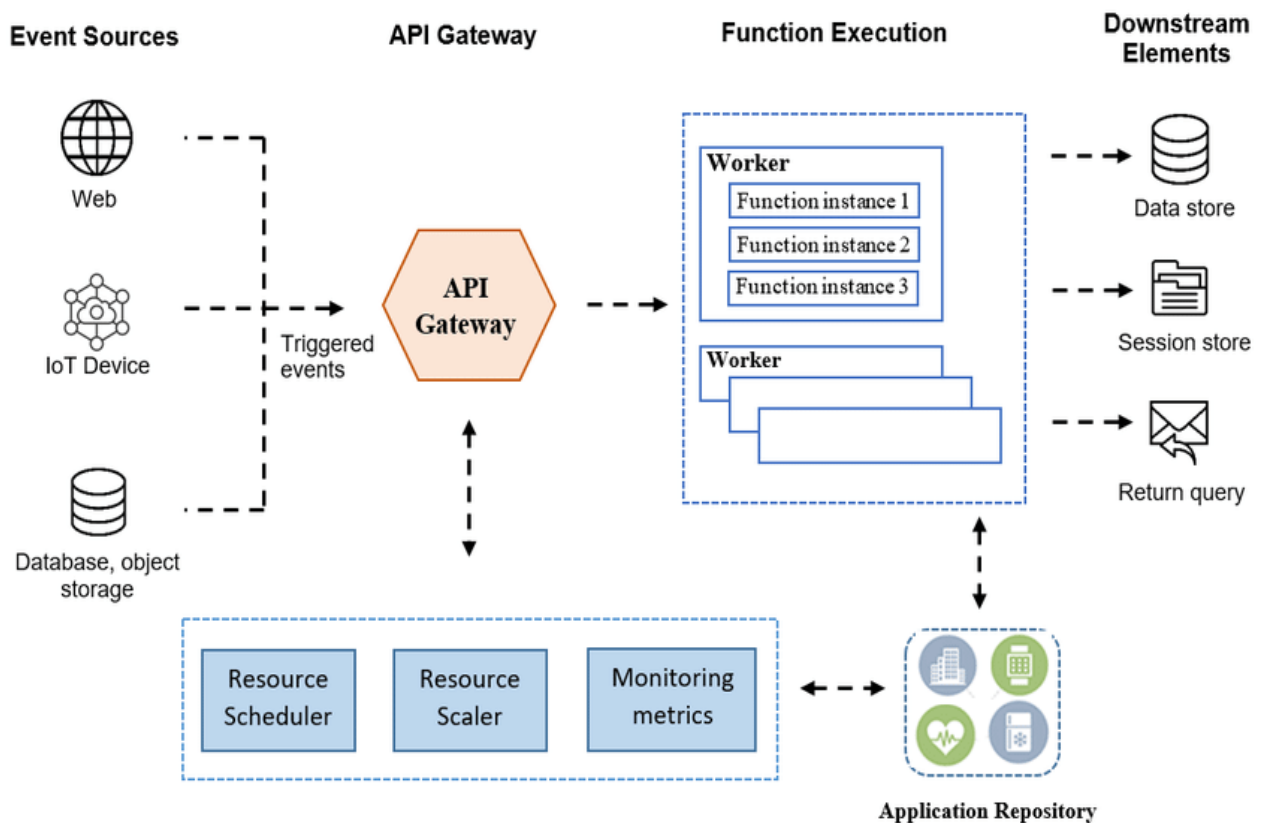 Event Sources
API Gateway
Function Execution
Downstream
Elements
Web
IoT Device
Database, object
storage
Triggered
events
API
Gateway
Worker
Function instance 1
Function instance 2
Function instance 3
Worker
Data store
Session store
Return query
Resource
Scheduler
Resource
Scaler
Monitoring
metrics
Application Repository